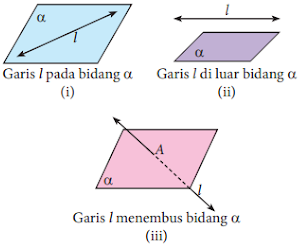 α
l
Garis l pada bidang α
(i)
l
α
Garis l di luar bidang α
(ii)
A
α
l
Garis l menembus bidang α
(iii)